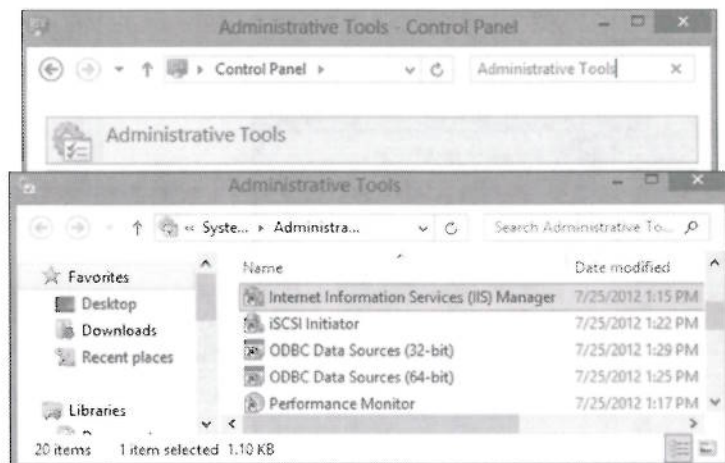 Administrative Tools - Control Panel
Control Panel
Administrative Tools
Administrative Tools
Administrative Tools
« Syste... Administra...
Search Administrative To...
Name
Date modified
Favorites
Desktop
Downloads
Recent places
Libraries
Internet Information Services (IIS) Manager 7/25/2012 1:15 PM
iSCSI Initiator 7/25/2012 1:22 PM
ODBC Data Sources (32-bit) 7/25/2012 1:29 PM
ODBC Data Sources (64-bit) 7/25/2012 1:25 PM
Performance Monitor 7/25/2012 1:17 PM
20 items 1 item selected 1.10 KB